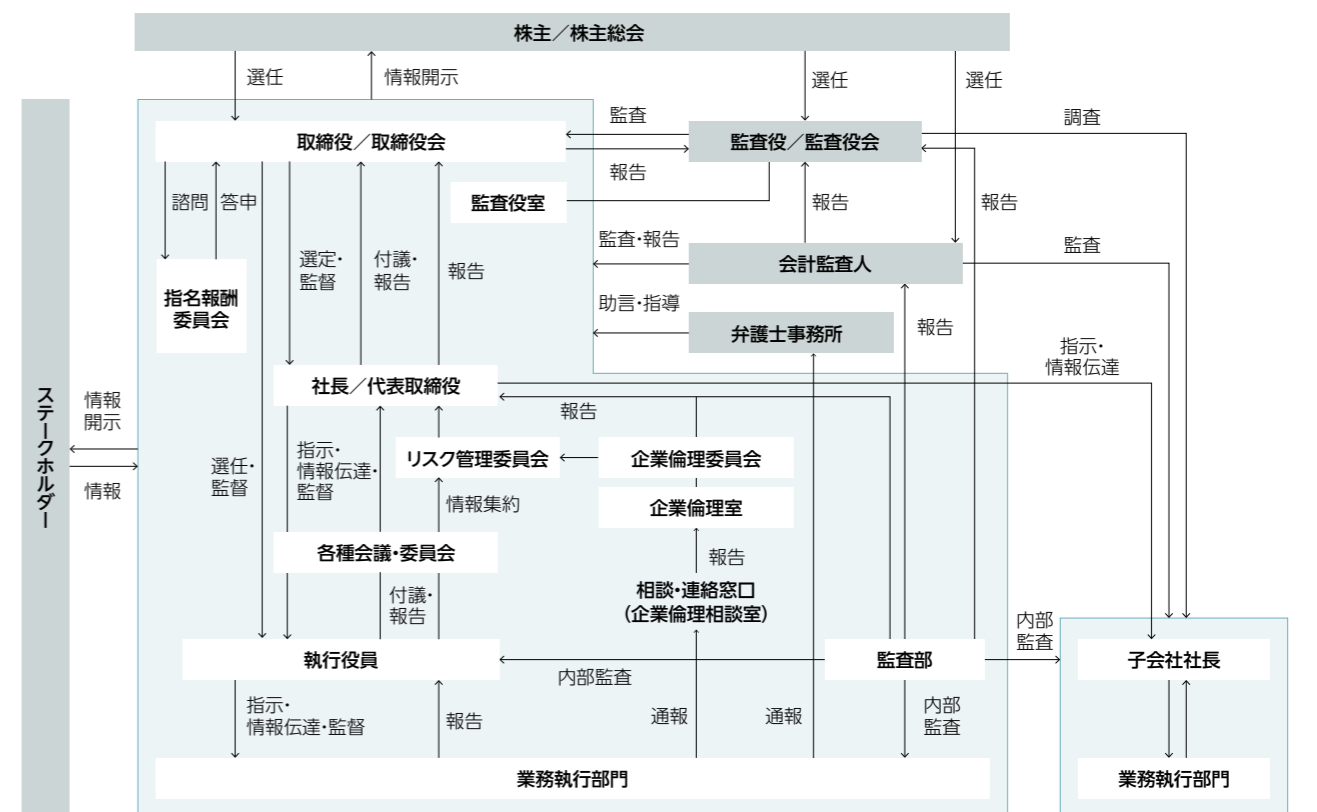 株主／株主総会
選任
情報開示
選任
選任
取締役／取締役会
監査
報告
監査役／監査役会
調査
諮問
答申
監査役室
報告
報告
選定・
監督
付議・
報告
報告
監査・報告
会計監査人
監査
指名報酬
委員会
助言・指導
弁護士事務所
報告
指示・
情報伝達
社長／代表取締役
報告
ステークホルダー
情報
開示
情報
選任・
監督
指示・
情報伝達・
監督
リスク管理委員会
企業倫理委員会
情報集約
企業倫理室
各種会議・委員会
報告
付議・
報告
相談・連絡窓口
（企業倫理相談室）
執行役員
内部監査
監査部
内部
監査
子会社社長
指示・
情報伝達・監督
報告
通報
通報
内部
監査
業務執行部門
業務執行部門